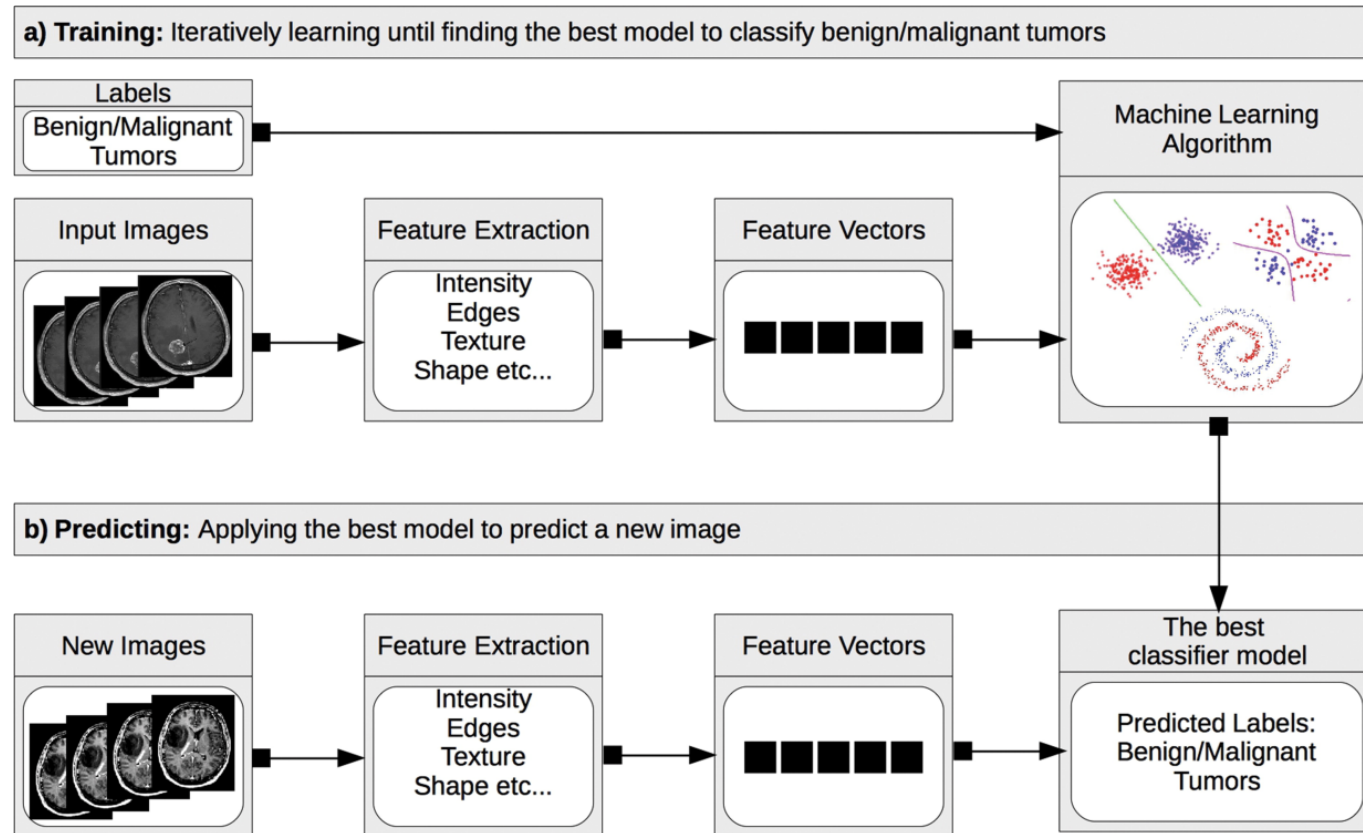 a) Training: Iteratively learning until finding the best model to classify benign/malignant tumors
Labels
Benign/Malignant
Tumors
Machine Learning
Algorithm
Input Images
Feature Extraction
Intensity
Edges
Texture
Shape etc...
Feature Vectors
b) Predicting: Applying the best model to predict a new image
New Images
Feature Extraction
Intensity
Edges
Texture
Shape etc...
Feature Vectors
The best
classifier model
Predicted Labels:
Benign/Malignant
Tumors